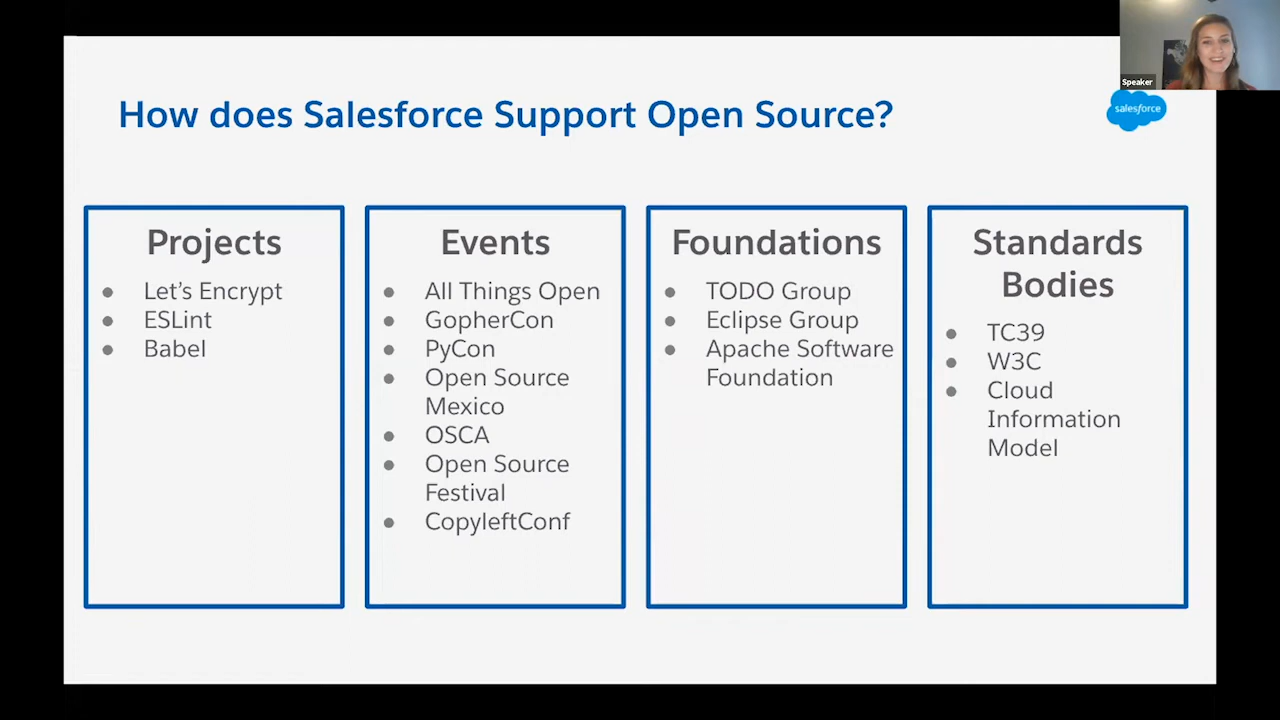 Speaker
salesforce
How does Salesforce Support Open Source?
Projects
Let's Encrypt
ESLint
Babel
Events
All Things Open
GopherCon
PyCon
Open Source
Mexico
OSCA
Open Source
Festival
CopyleftConf
Foundations
TODO Group
Eclipse Group
Apache Software
Foundation
Standards
Bodies
TC39
W3C
Cloud
Information
Model